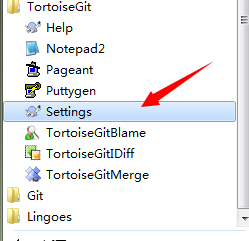 TortoiseGit
Help
Notepad2
Pageant
Puttygen
Settings
TortoiseGitBlame
TortoiseGitIDiff
TortoiseGitMerge
Git
Lingoes